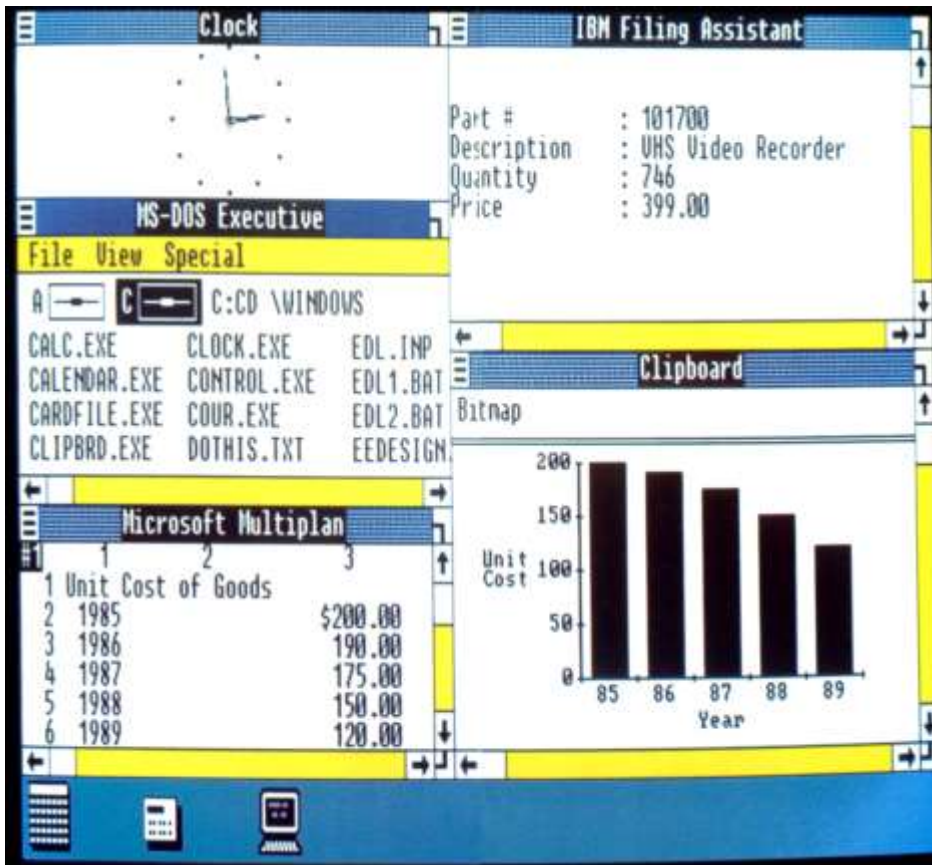 Clock
MS-DOS Executive
File View Special
A C C:CD \WINDOWS
CALC.EXE CLOCK.EXE EDL.INP
CALENDAR.EXE CONTROL.EXE EDL1.BAT
CARDFILE.EXE COUR.EXE EDL2.BAT
CLIPBRD.EXE DOTHIS.TXT EEDESIGN.
Microsoft Multiplan
#1 1 2 3
1 Unit Cost of Goods
2 1985 $200.00
3 1986 190.00
4 1987 175.00
5 1988 150.00
6 1989 120.00
IBM Filing Assistant
Part # : 101700
Description : VHS Video Recorder
Quantity : 746
Price : 399.00
Clipboard
Bitmap
200
150
Unit
Cost 100
50
0
85 86 87 88 89
Year